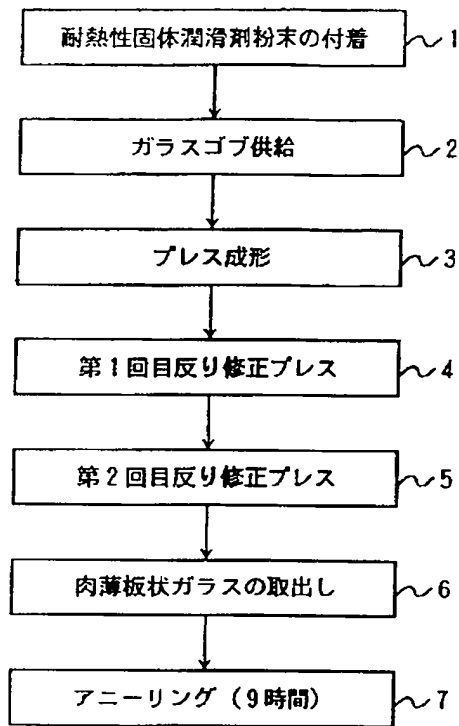 耐熱性固体潤滑剤粉末の付着 1
ガラスゴブ供給 2
プレス成形 3
第1回目反り修正プレス 4
第2回目反り修正プレス 5
肉薄板状ガラスの取出し 6
アニーリング(9時間) 7